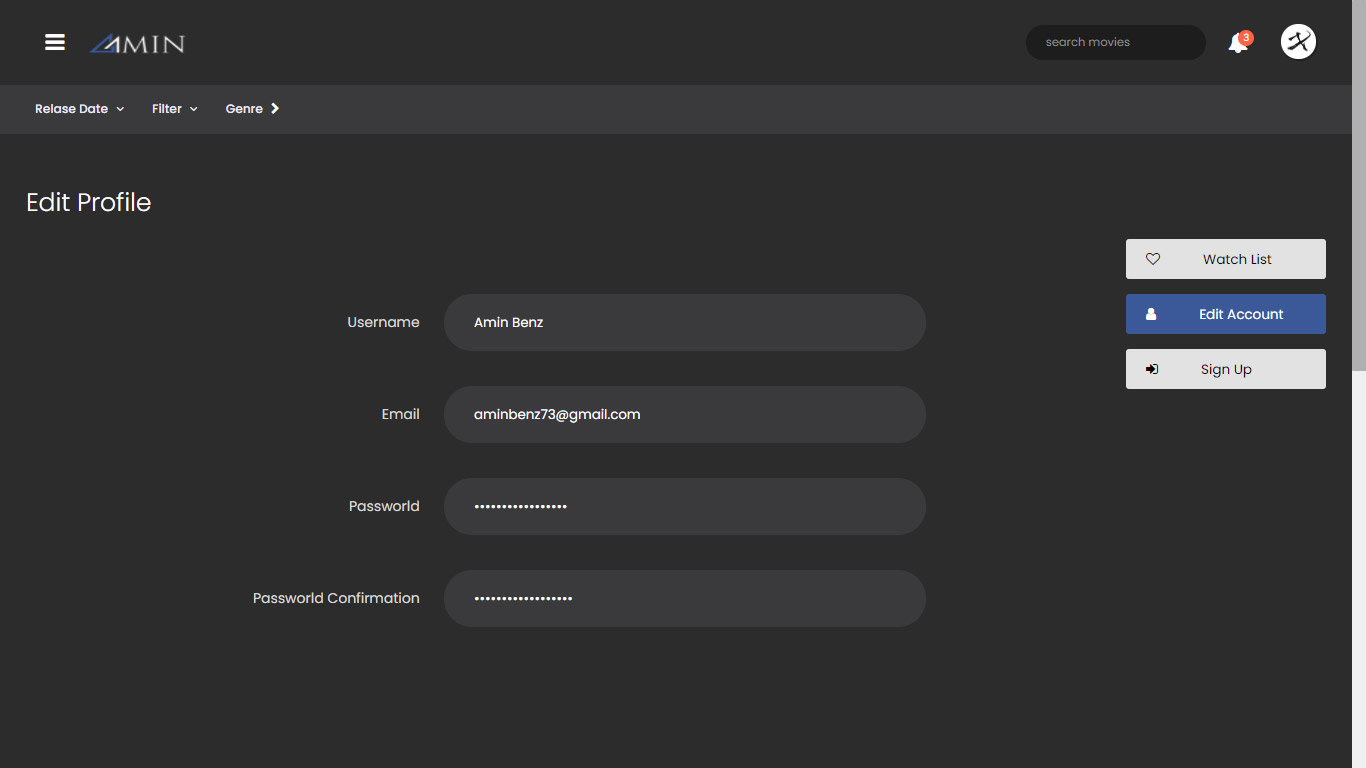 AMIN
search movies
3
Relase Date
Filter
Genre
Edit Profile
Watch List
Edit Account
Sign Up
Username
Amin Benz
Email
aminbenz73@gmail.com
Passworld
•••••••••••••••••
Passworld Confirmation
••••••••••••••••••